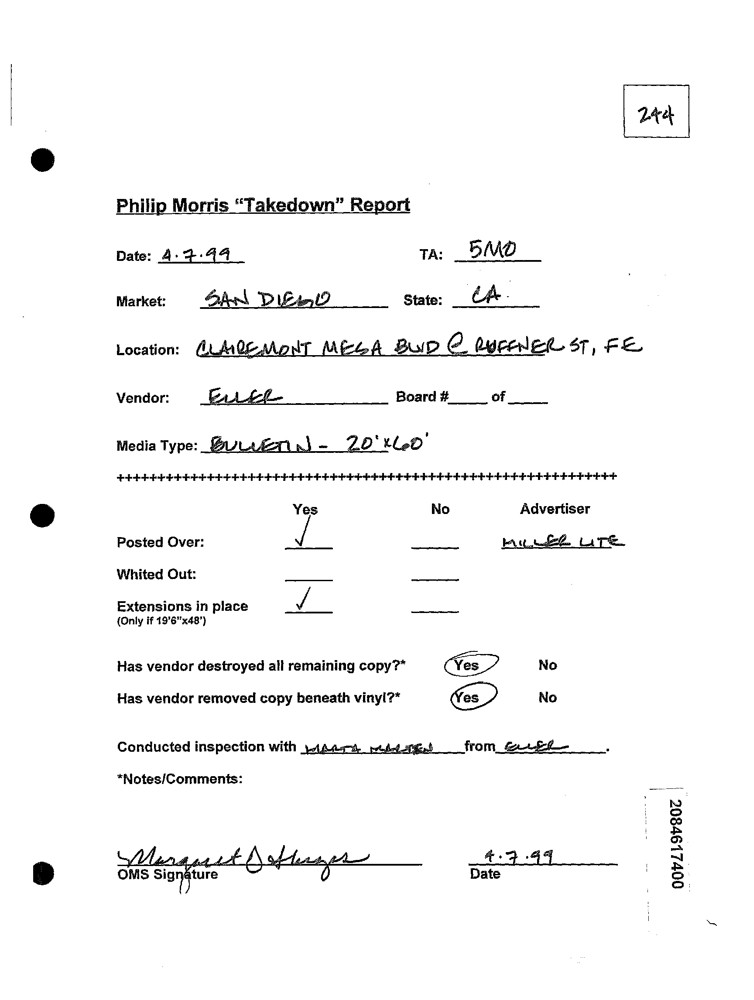 244
Philip Morris "Takedown" Report
Date: 4.7.99 TA: 5MO
Market: SAN DIEGO State: CA.
Location: CLAIREMONT MESA BLVD @ RUFFNER ST, FE
Vendor: ELLER Board # of
Media Type: BULLETIN - 20'x60'
++++++++++++++++++++++++++++++++++++++++++++++++++++++++++++++
Yes No Advertiser
Posted Over: ✓ MILLER LITE
Whited Out:
Extensions in place ✓
(Only if 19'6"x48')
Has vendor destroyed all remaining copy?* Yes No
Has vendor removed copy beneath vinyl?* Yes No
Conducted inspection with from ELLER.
*Notes/Comments:
Margaret
OMS Signature
4.7.99
Date
2084617400